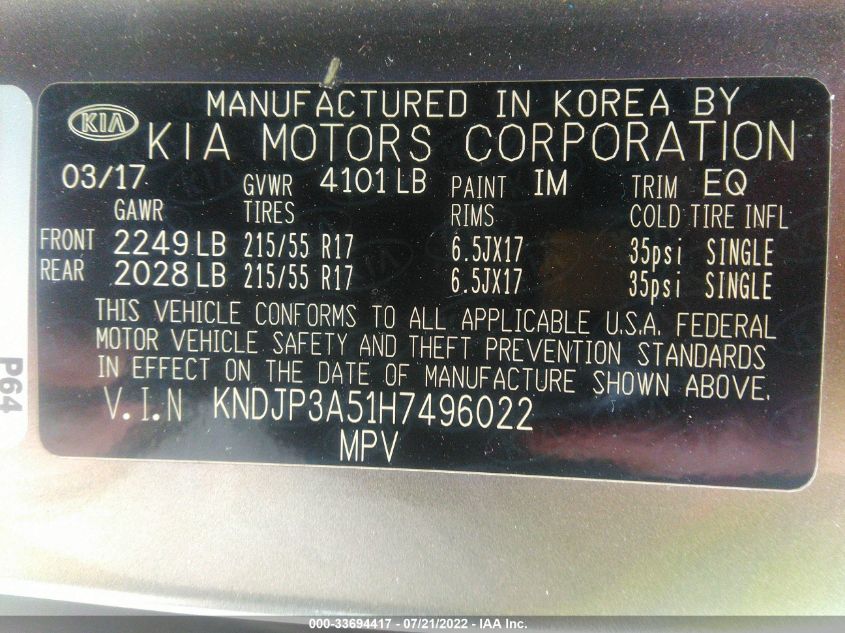 MANUFACTURED IN KOREA BY
KIA KIA MOTORS CORPORATION
03/17 GVWR 4101 LB PAINT IM TRIM EQ
GAWR TIRES RIMS COLD TIRE INFL
FRONT 2249 LB 215/55 R17 6.5JX17 35psi SINGLE
REAR 2028 LB 215/55 R17 6.5JX17 35psi SINGLE
THIS VEHICLE CONFORMS TO ALL APPLICABLE U.S.A. FEDERAL
MOTOR VEHICLE SAFETY AND THEFT PREVENTION STANDARDS
IN EFFECT ON THE DATE OF MANUFACTURE SHOWN ABOVE.
V.I.N KNDJP3A51H7496022
MPV
P64
000-33694417 - 07/21/2022 - IAA Inc.